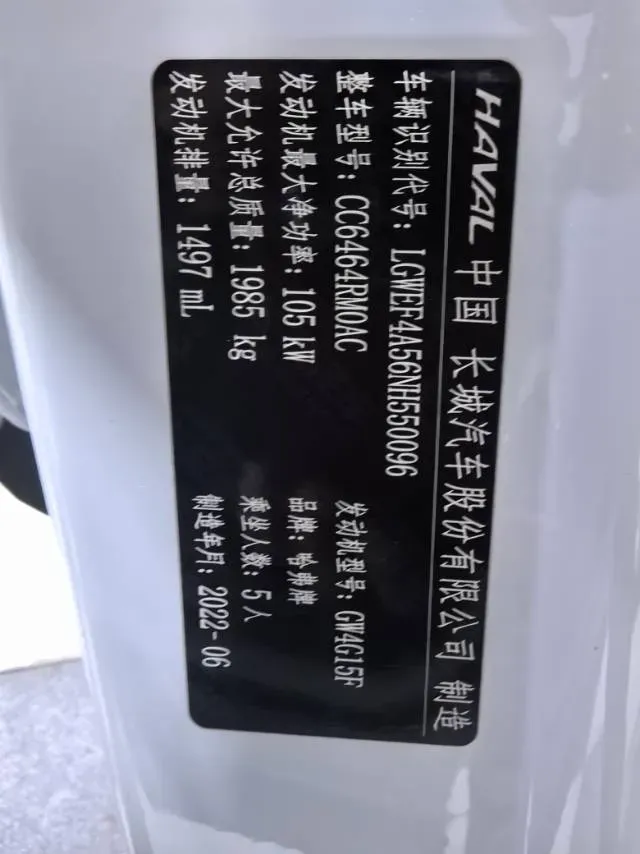 HAVAL 中国 长城汽车股份有限公司 制造
车辆识别代号: LGWEF4A56NH550096
整车型号: CC6464RM0AC 发动机型号: GW4G15F
发动机最大净功率: 105 kW 品牌: 哈弗牌
最大允许总质量: 1985 kg 乘坐人数: 5 人
发动机排量: 1497 mL 制造年月: 2022-06